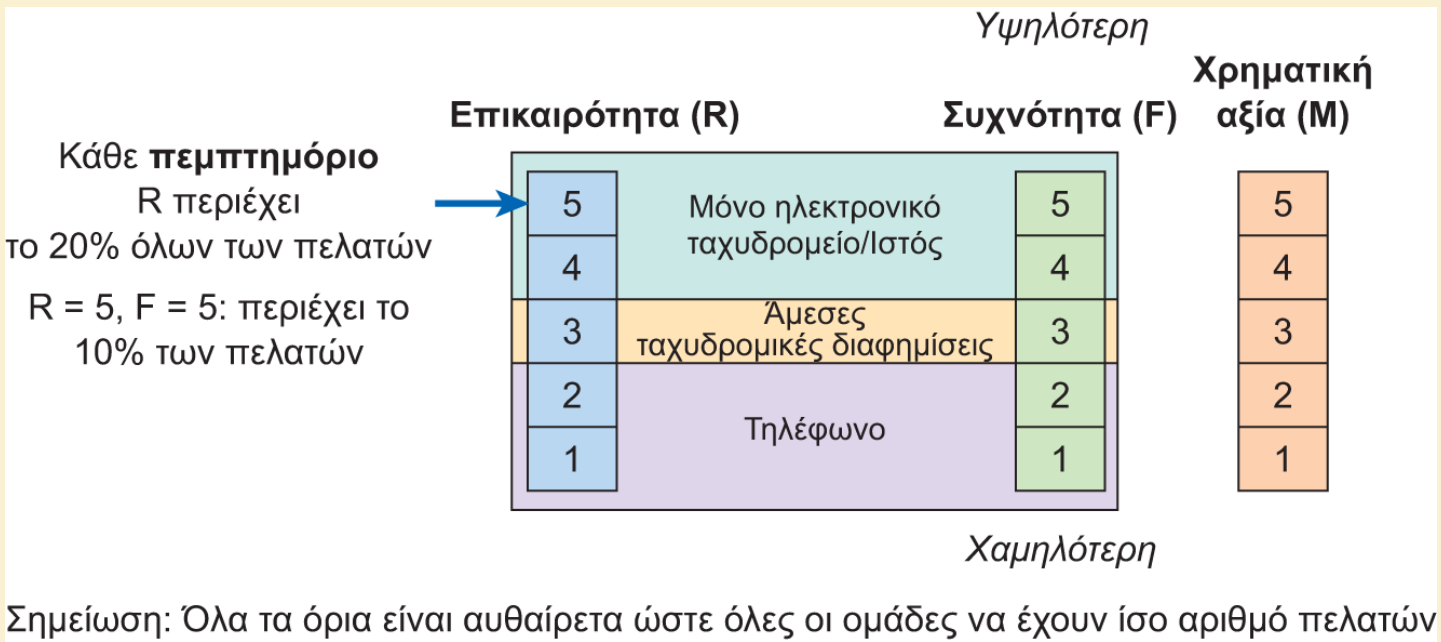 Υψηλότερη
Επικαιρότητα (R)
Συχνότητα (F)
Χρηματική
αξία (M)
Κάθε πεμπτημόριο
R περιέχει
το 20% όλων των πελατών
R = 5, F = 5: περιέχει το
10% των πελατών
5
4
3
2
1
Μόνο ηλεκτρονικό
ταχυδρομείο/Ιστός
Άμεσες
ταχυδρομικές διαφημίσεις
Τηλέφωνο
5
4
3
2
1
5
4
3
2
1
Χαμηλότερη
Σημείωση: Όλα τα όρια είναι αυθαίρετα ώστε όλες οι ομάδες να έχουν ίσο αριθμό πελατών